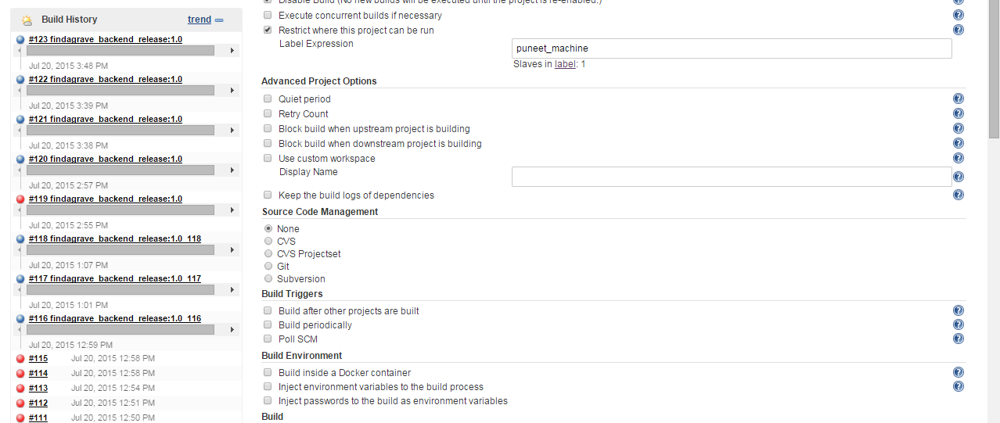 Build History trend
#123 findagrave_backend_release:1.0
Jul 20, 2015 3:48 PM
#122 findagrave_backend_release:1.0
Jul 20, 2015 3:39 PM
#121 findagrave_backend_release:1.0
Jul 20, 2015 3:38 PM
#120 findagrave_backend_release:1.0
Jul 20, 2015 2:57 PM
#119 findagrave_backend_release:1.0
Jul 20, 2015 2:55 PM
#118 findagrave_backend_release:1.0_118
Jul 20, 2015 1:07 PM
#117 findagrave_backend_release:1.0_117
Jul 20, 2015 1:01 PM
#116 findagrave_backend_release:1.0_116
Jul 20, 2015 12:59 PM
#115 Jul 20, 2015 12:58 PM
#114 Jul 20, 2015 12:58 PM
#113 Jul 20, 2015 12:54 PM
#112 Jul 20, 2015 12:51 PM
#111 Jul 20, 2015 12:50 PM
Disable Build (No new builds will be executed until the project is re-enabled.)
Execute concurrent builds if necessary
Restrict where this project can be run
Label Expression
puneet_machine
Slaves in label: 1
Advanced Project Options
Quiet period
Retry Count
Block build when upstream project is building
Block build when downstream project is building
Use custom workspace
Display Name
Keep the build logs of dependencies
Source Code Management
None
CVS
CVS Projectset
Git
Subversion
Build Triggers
Build after other projects are built
Build periodically
Poll SCM
Build Environment
Build inside a Docker container
Inject environment variables to the build process
Inject passwords to the build as environment variables
Build